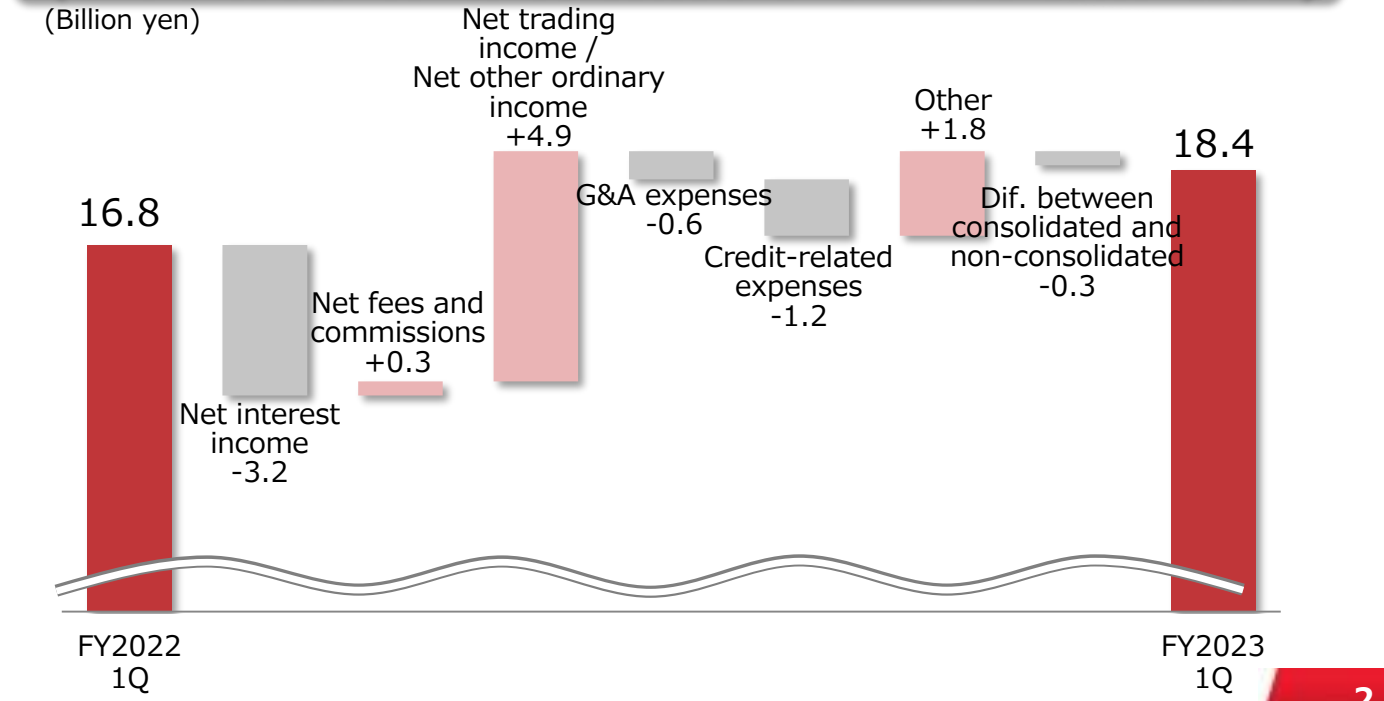 (Billion yen)
Net trading
income /
Net other ordinary
income
+4.9
Other
+1.8
18.4
16.8
G&A expenses
-0.6
Dif. between
consolidated and
non-consolidated
-0.3
Credit-related
expenses
-1.2
Net fees and
commissions
+0.3
Net interest
income
-3.2
FY2022
1Q
FY2023
1Q
2